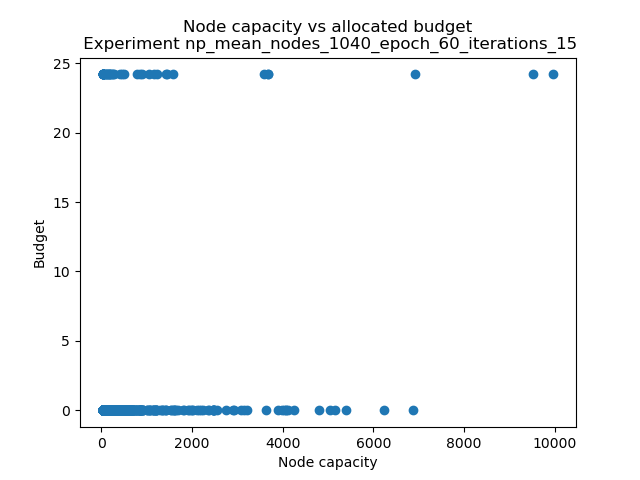 Node capacity vs allocated budget
Experiment np_mean_nodes_1040_epoch_60_iterations_15
25
20
15
10
5
0
Budget
0 2000 4000 6000 8000 10000
Node capacity